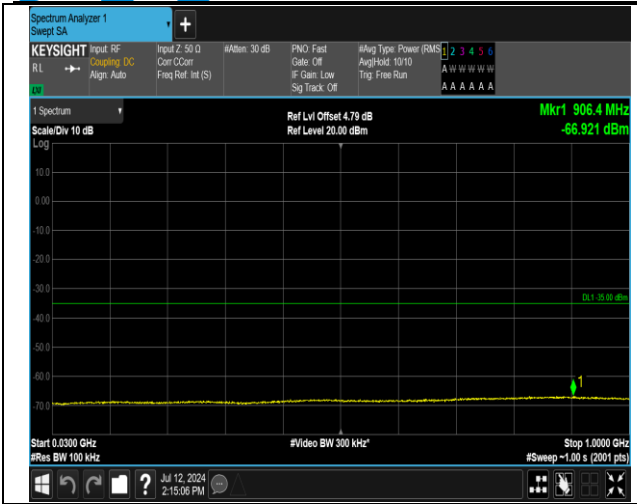 Spectrum Analyzer 1
Swept SA
+
KEYSIGHT
RL
Input: RF
Coupling: DC
Align: Auto
Input Z: 50 Ω
Corr CCorr
Freq Ref: Int (S)
#Atten: 30 dB
PNO: Fast
Gate: Off
IF Gain: Low
Sig Track: Off
#Avg Type: Power (RMS
Avg|Hold: 10/10
Trig: Free Run
1 2 3 4 5 6
A W W W W W
A A A A A A
1 Spectrum
Scale/Div 10 dB
Log
Ref Lvl Offset 4.79 dB
Ref Level 20.00 dBm
Mkr1 906.4 MHz
-66.921 dBm
10.0
0.00
-10.0
-20.0
-30.0
DL1 -35.00 dBm
-40.0
-50.0
-60.0
1
-70.0
Start 0.0300 GHz
#Res BW 100 kHz
#Video BW 300 kHz*
Stop 1.0000 GHz
#Sweep ~1.00 s (2001 pts)
?
Jul 12, 2024
2:15:06 PM